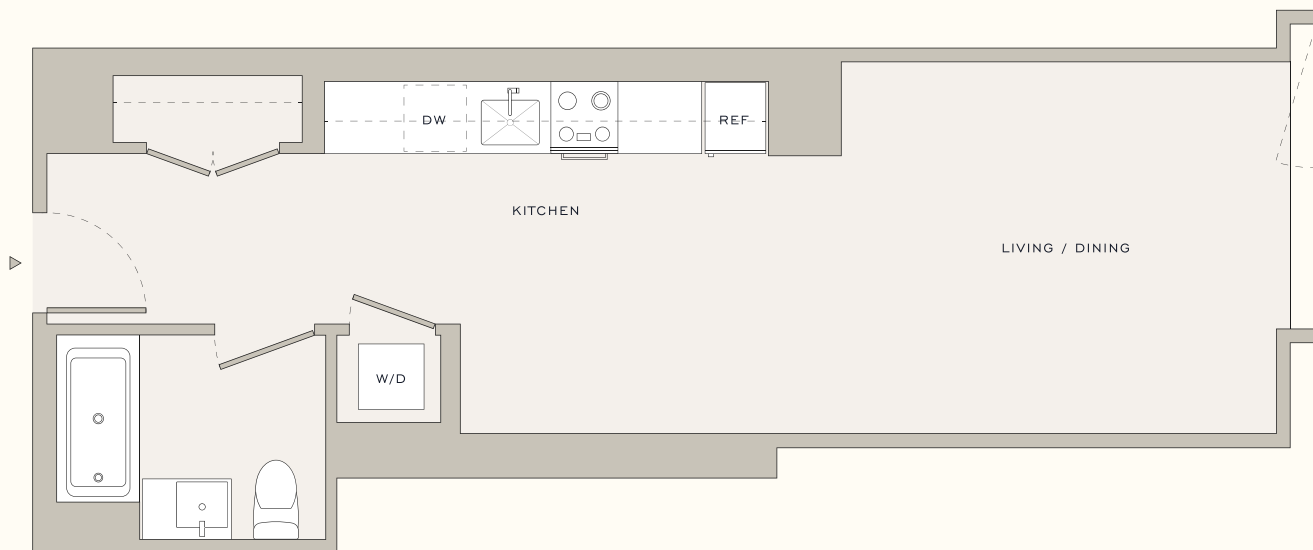 DW
REF
KITCHEN
LIVING / DINING
W/D